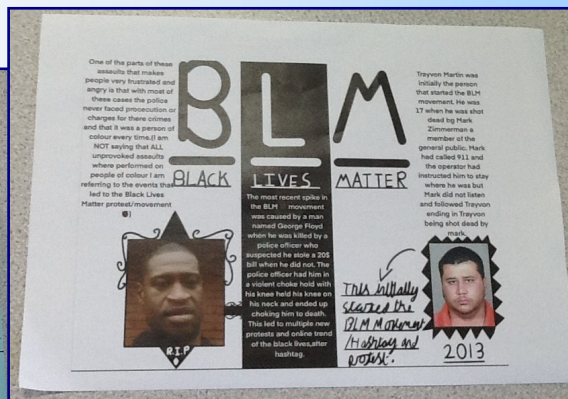 BLM
BLACK LIVES MATTER
One of the parts of these
assaults that makes
people very frustrated and
angry is that with most of
these cases the police
never faced procecution or
charges for there crimes
and that it was a person of
colour every time.(I am
NOT saying that ALL
unprovoked assaults
where performed on
people of colour I am
referring to the events that
led to the Black Lives
Matter protest/movement
)
R.I.P
The most recent spike in
the BLM movement
was caused by a man
named George Floyd
when he was killed by a
police officer who
suspected he stole a 20$
bill when he did not. The
police officer had him in
a violent choke hold with
his knee held his knee on
his neck and ended up
choking him to death.
This led to multiple new
protests and online trend
of the black lives,after
hashtag.
Trayvon Martin was
initially the person
that started the BLM
movement. He was
17 when he was shot
dead by Mark
Zimmerman a
member of the
general public. Mark
had called 911 and
the operator had
instructed him to stay
where he was but
Mark did not listan
and followed Trayvon
ending in Trayvon
being shot dead by
mark.
This initially
the
BLM Movement
/Hashtag and
protest.
2013